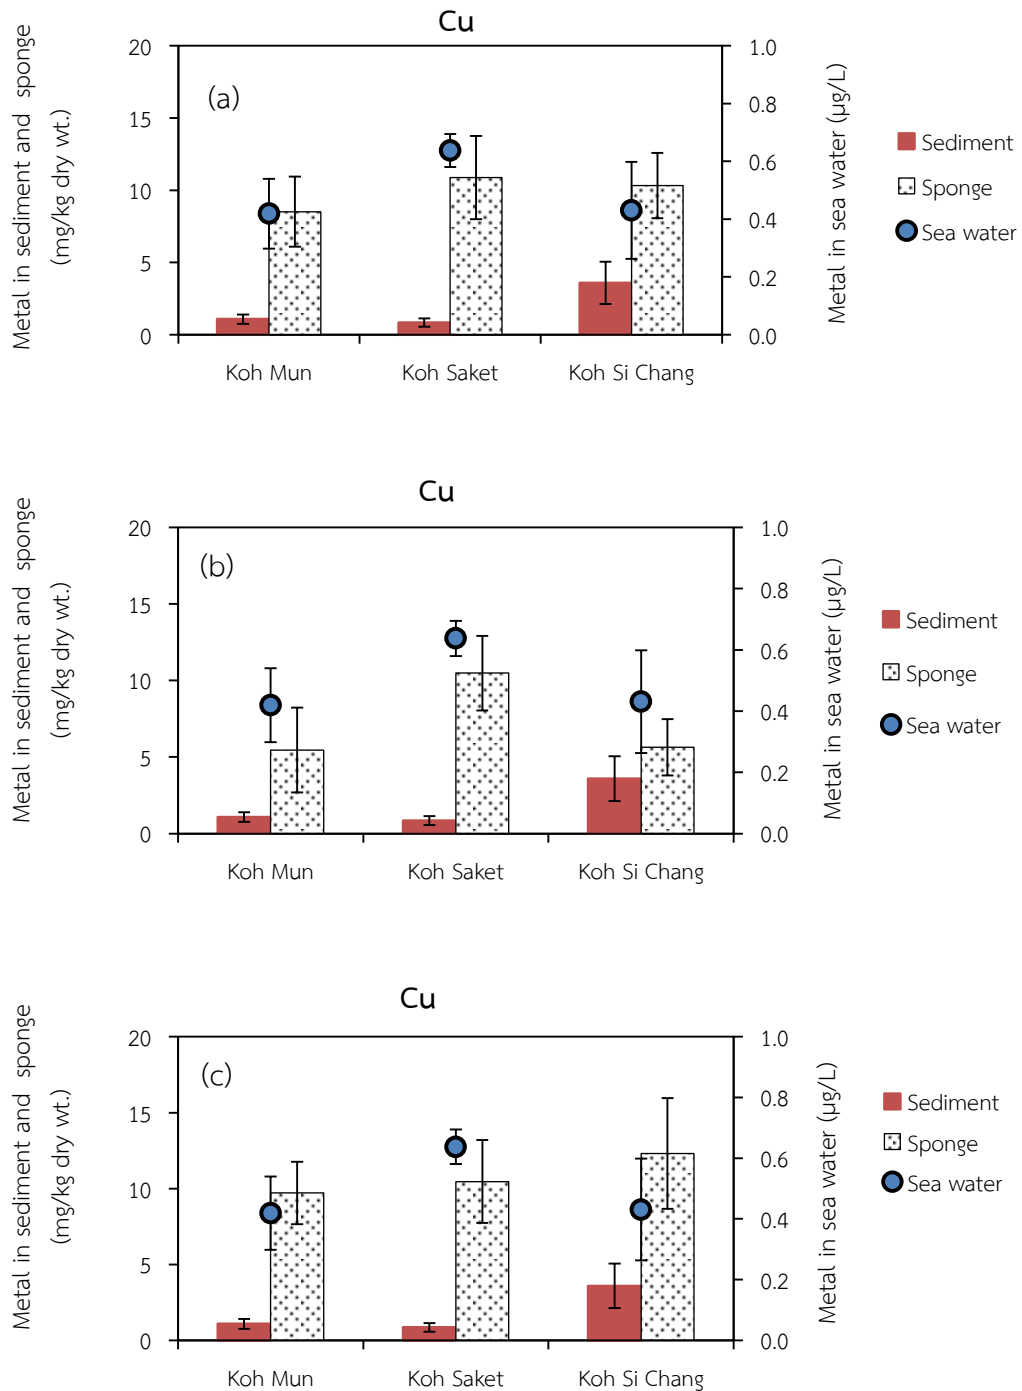 Cu
Metal in sediment and sponge
(mg/kg dry wt.)
20
15
10
5
0
(a)
1.0
0.8
0.6
0.4
0.2
0.0
Metal in sea water (µg/L)
Sediment
Sponge
Sea water
Koh Mun
Koh Saket
Koh Si Chang
Cu
Metal in sediment and sponge
(mg/kg dry wt.)
20
15
10
5
0
(b)
1.0
0.8
0.6
0.4
0.2
0.0
Metal in sea water (µg/L)
Sediment
Sponge
Sea water
Koh Mun
Koh Saket
Koh Si Chang
Cu
Metal in sediment and sponge
(mg/kg dry wt.)
20
15
10
5
0
(c)
1.0
0.8
0.6
0.4
0.2
0.0
Metal in sea water (µg/L)
Sediment
Sponge
Sea water
Koh Mun
Koh Saket
Koh Si Chang